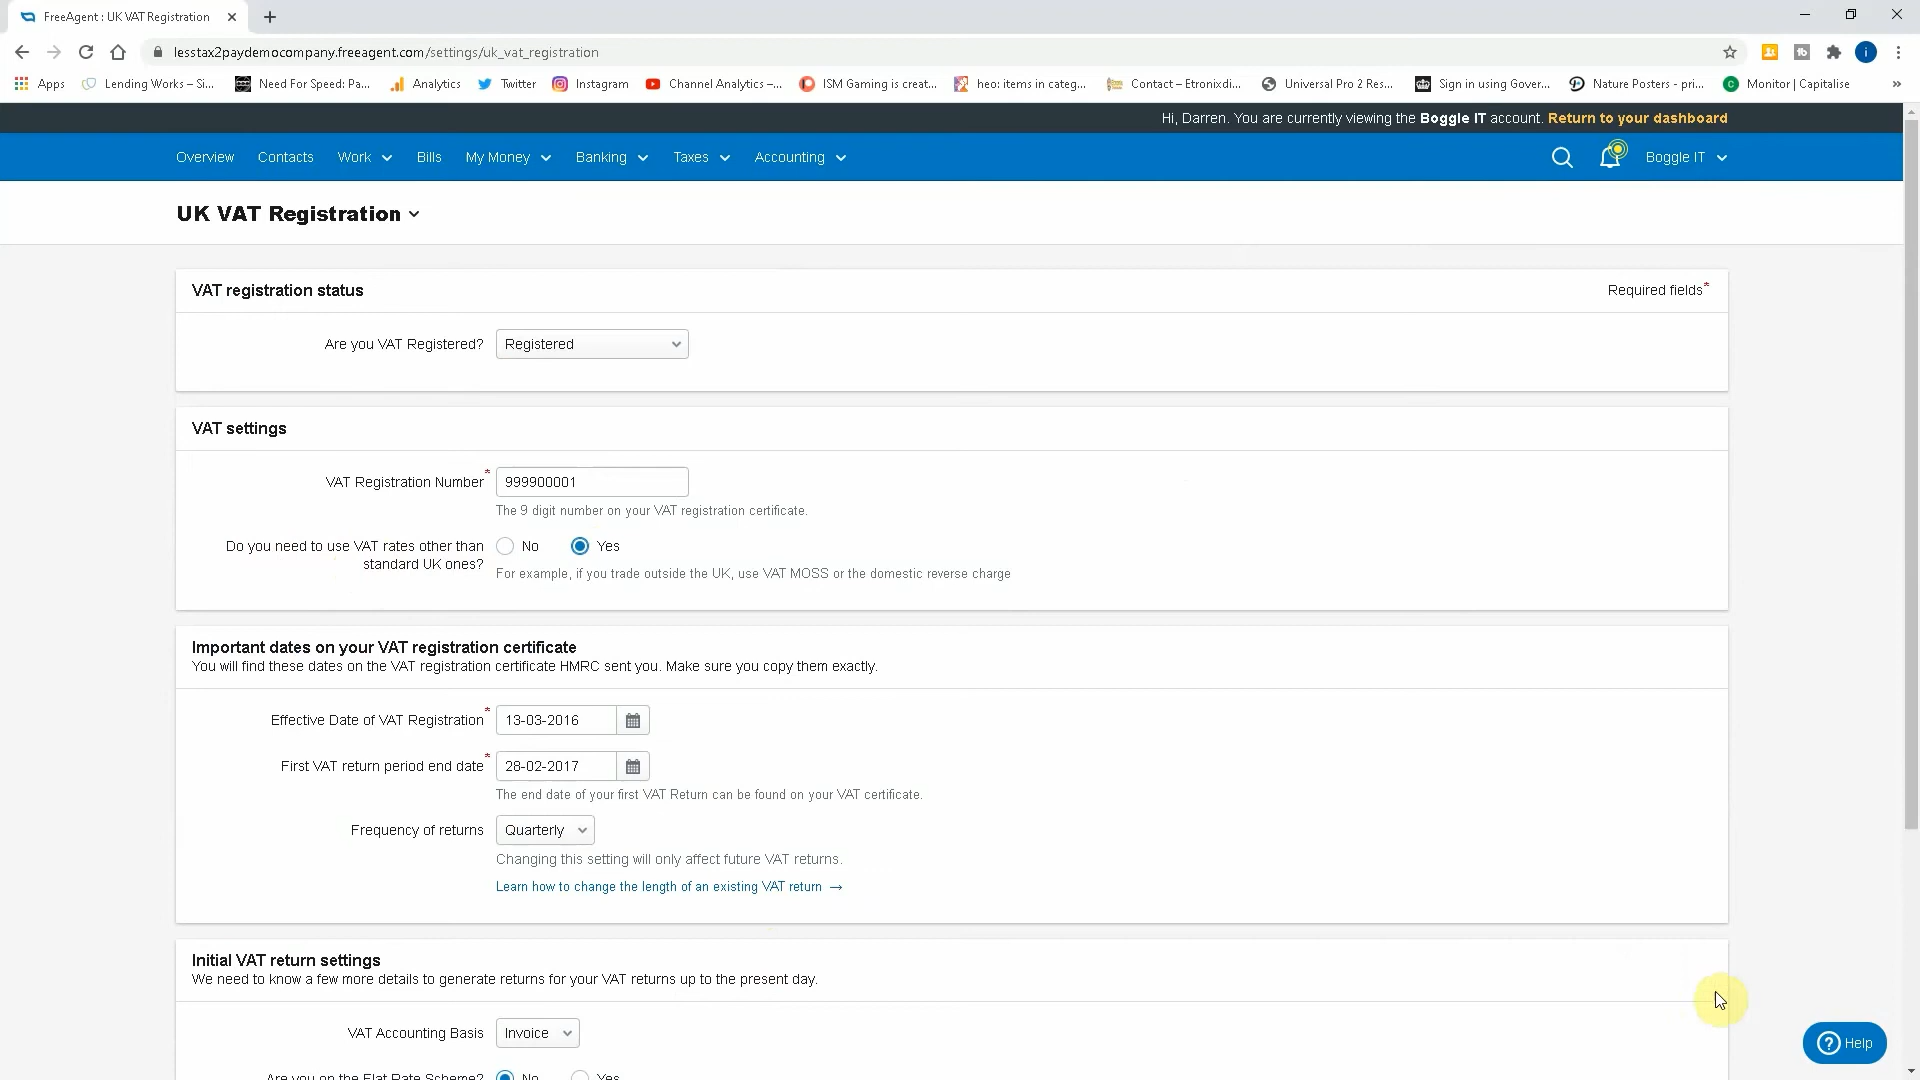 FreeAgent : UK VAT Registration
lesstax2paydemocompany.freeagent.com/settings/uk_vat_registration
Apps Lending Works – Si... Need For Speed: Pa... Analytics Twitter Instagram Channel Analytics –... ISM Gaming is creat... heo: items in categ... Contact – Etronixdi... Universal Pro 2 Res... Sign in using Gover... Nature Posters - pri... Monitor | Capitalise »
Hi, Darren. You are currently viewing the Boggle IT account. Return to your dashboard
Overview Contacts Work Bills My Money Banking Taxes Accounting Boggle IT
UK VAT Registration
VAT registration status
Required fields*
Are you VAT Registered? Registered
VAT settings
VAT Registration Number* 999900001
The 9 digit number on your VAT registration certificate.
Do you need to use VAT rates other than No Yes
standard UK ones?
For example, if you trade outside the UK, use VAT MOSS or the domestic reverse charge
Important dates on your VAT registration certificate
You will find these dates on the VAT registration certificate HMRC sent you. Make sure you copy them exactly.
Effective Date of VAT Registration* 13-03-2016
First VAT return period end date* 28-02-2017
The end date of your first VAT Return can be found on your VAT certificate.
Frequency of returns Quarterly
Changing this setting will only affect future VAT returns.
Learn how to change the length of an existing VAT return →
Initial VAT return settings
We need to know a few more details to generate returns for your VAT returns up to the present day.
VAT Accounting Basis Invoice
Help
Are you on the Flat Rate Scheme? No Yes